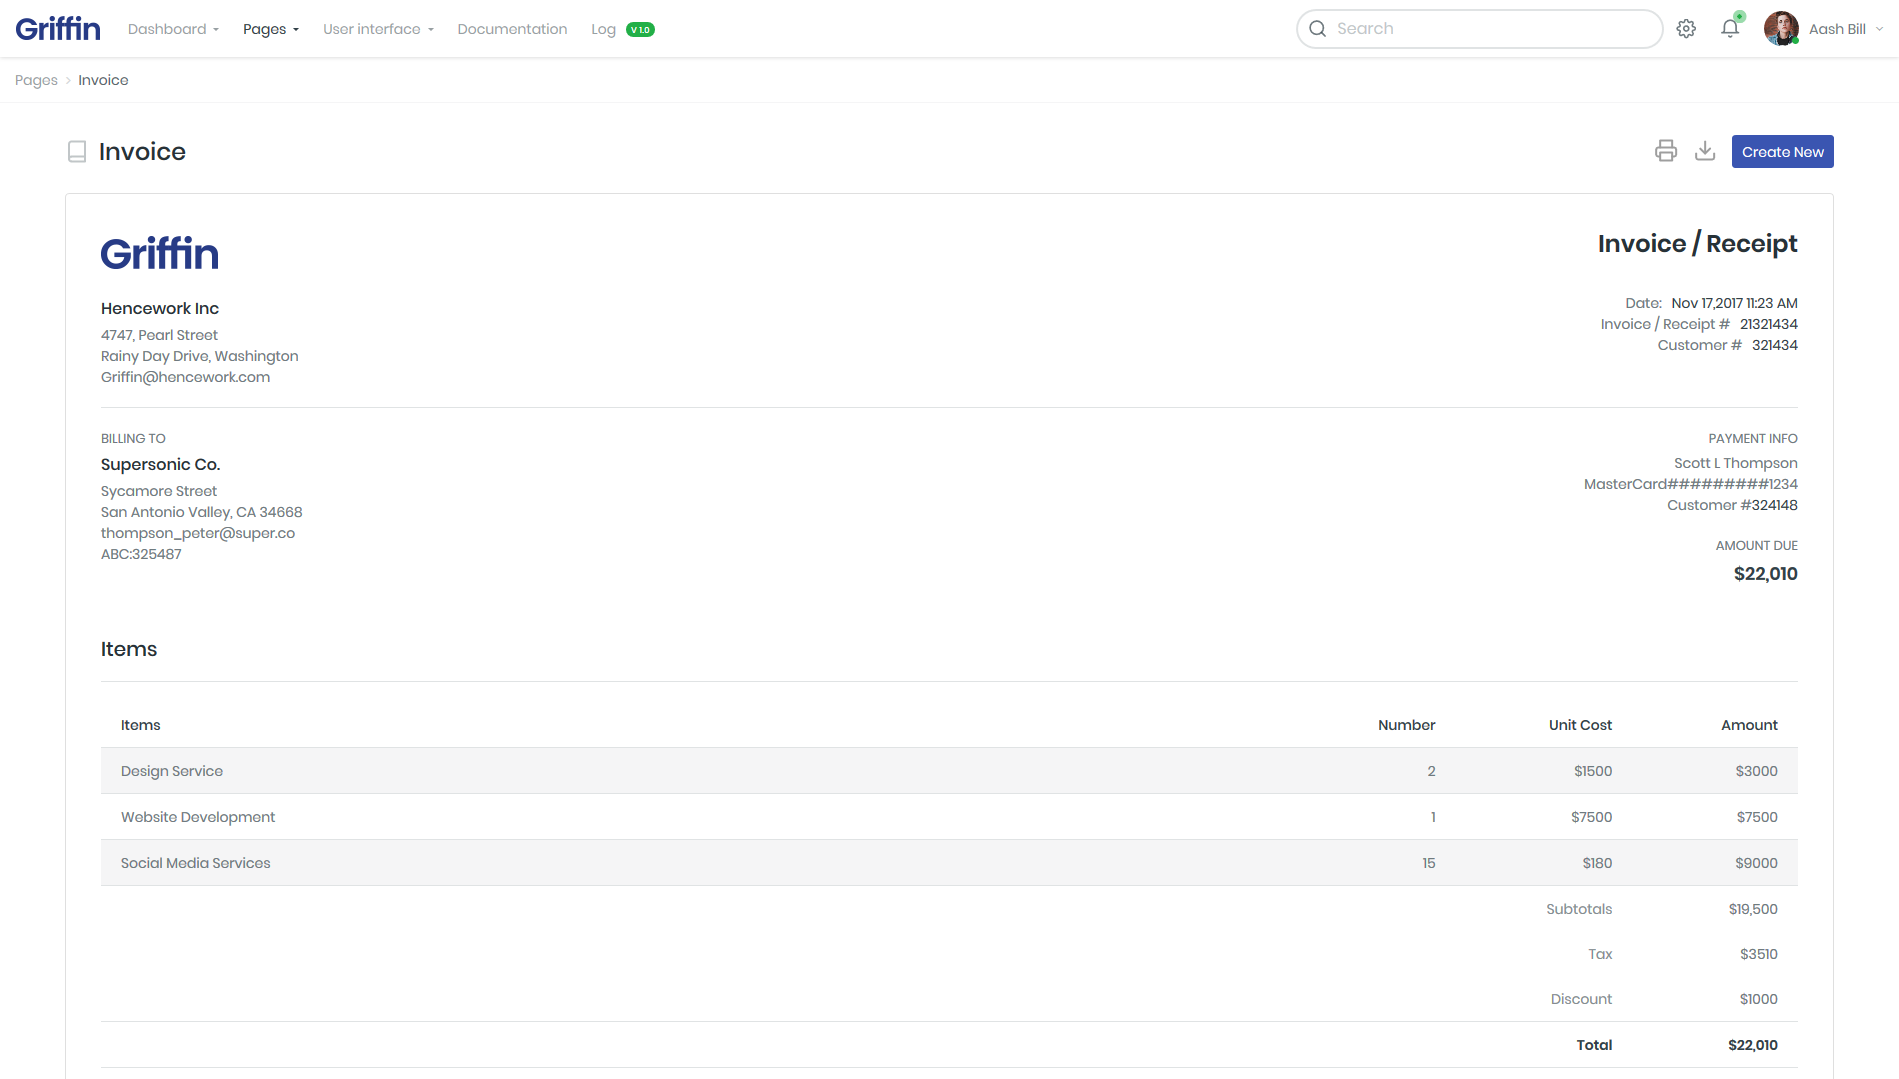 Griffin Dashboard Pages User interface Documentation Log V 1.0 Search Aash Bill
Pages > Invoice
Invoice Create New
Griffin
Invoice / Receipt
Hencework Inc
4747, Pearl Street
Rainy Day Drive, Washington
Griffin@hencework.com
Date: Nov 17,2017 11:23 AM
Invoice / Receipt # 21321434
Customer # 321434
BILLING TO
Supersonic Co.
Sycamore Street
San Antonio Valley, CA 34668
thompson_peter@super.co
ABC:325487
PAYMENT INFO
Scott L Thompson
MasterCard#########1234
Customer #324148
AMOUNT DUE
$22,010
Items
Items Number Unit Cost Amount
Design Service 2 $1500 $3000
Website Development 1 $7500 $7500
Social Media Services 15 $180 $9000
Subtotals $19,500
Tax $3510
Discount $1000
Total $22,010